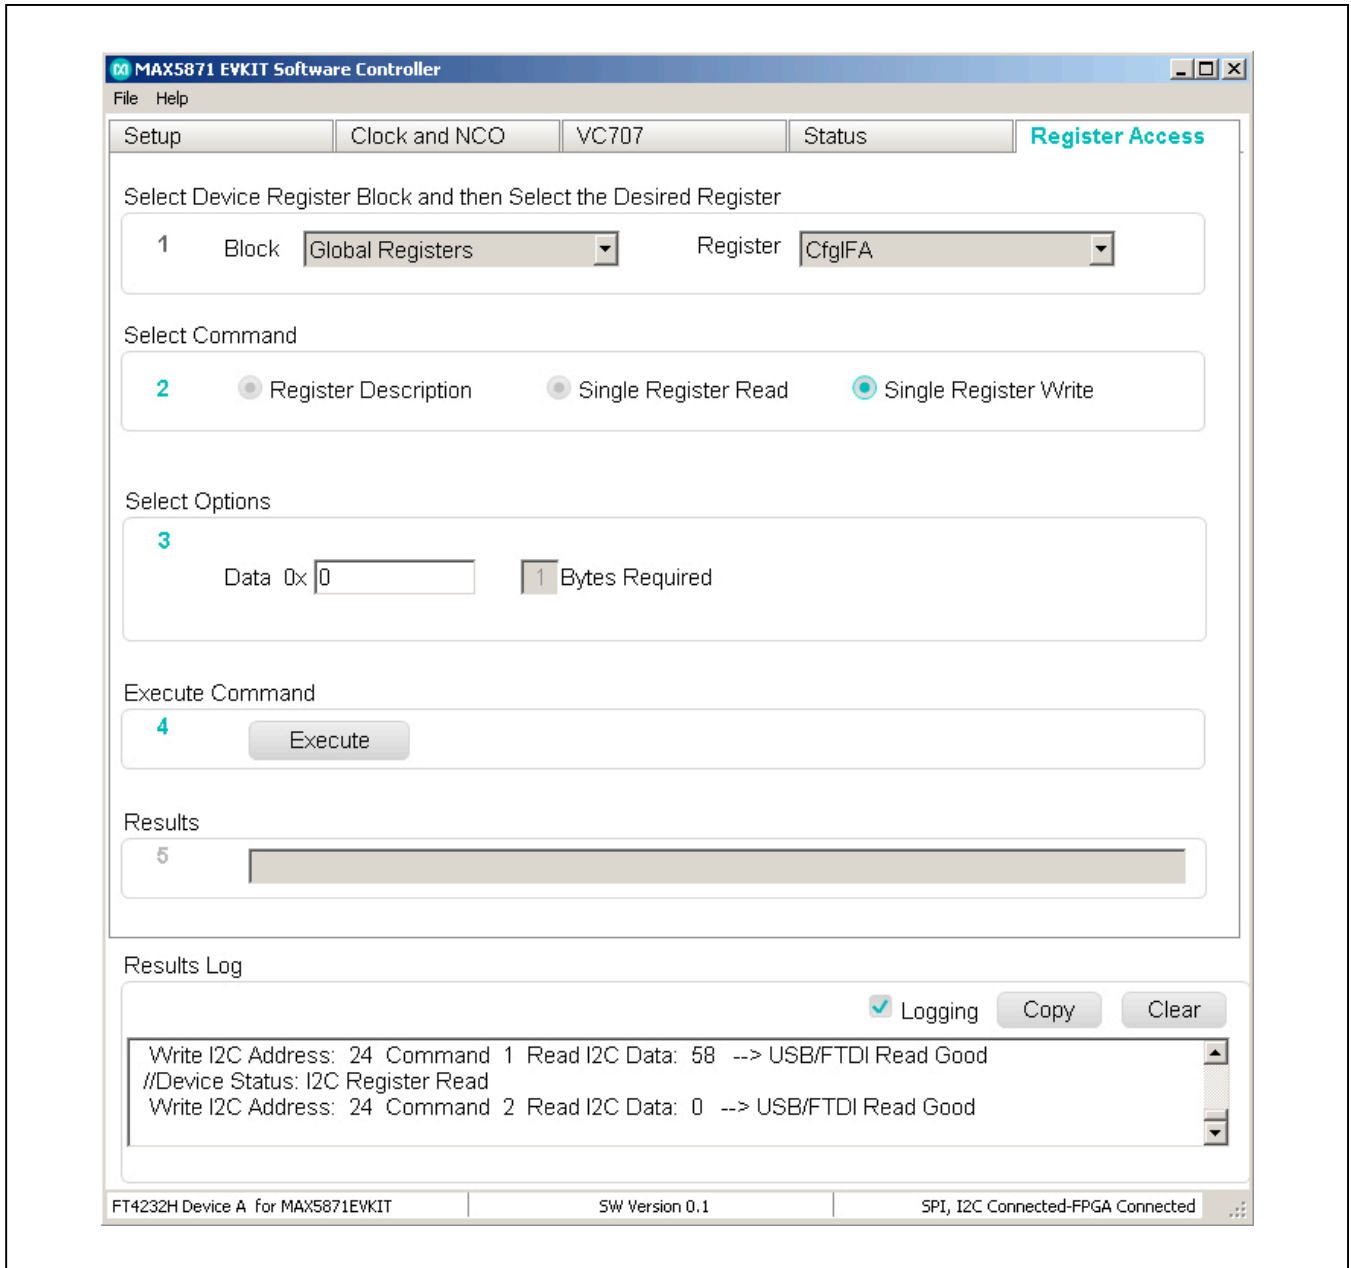 MAX5871 EVKIT Software Controller
File Help
Setup Clock and NCO VC707 Status Register Access
Select Device Register Block and then Select the Desired Register
1 Block Global Registers Register CfgIFA
Select Command
2 Register Description Single Register Read Single Register Write
Select Options
3
Data 0x 0 1 Bytes Required
Execute Command
4 Execute
Results
5
Results Log
Logging Copy Clear
Write I2C Address: 24 Command 1 Read I2C Data: 58 --> USB/FTDI Read Good
//Device Status: I2C Register Read
Write I2C Address: 24 Command 2 Read I2C Data: 0 --> USB/FTDI Read Good
FT4232H Device A for MAX5871EVKIT SW Version 0.1 SPI, I2C Connected-FPGA Connected